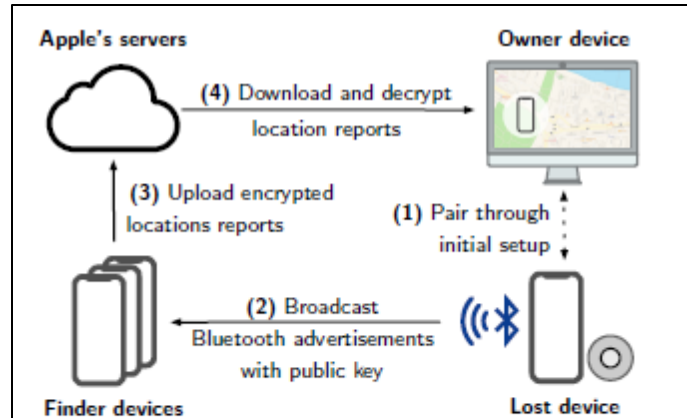 Apple's servers
Owner device
(4) Download and decrypt
location reports
(3) Upload encrypted
locations reports
(1) Pair through
initial setup
(2) Broadcast
Bluetooth advertisements
with public key
Finder devices
Lost device